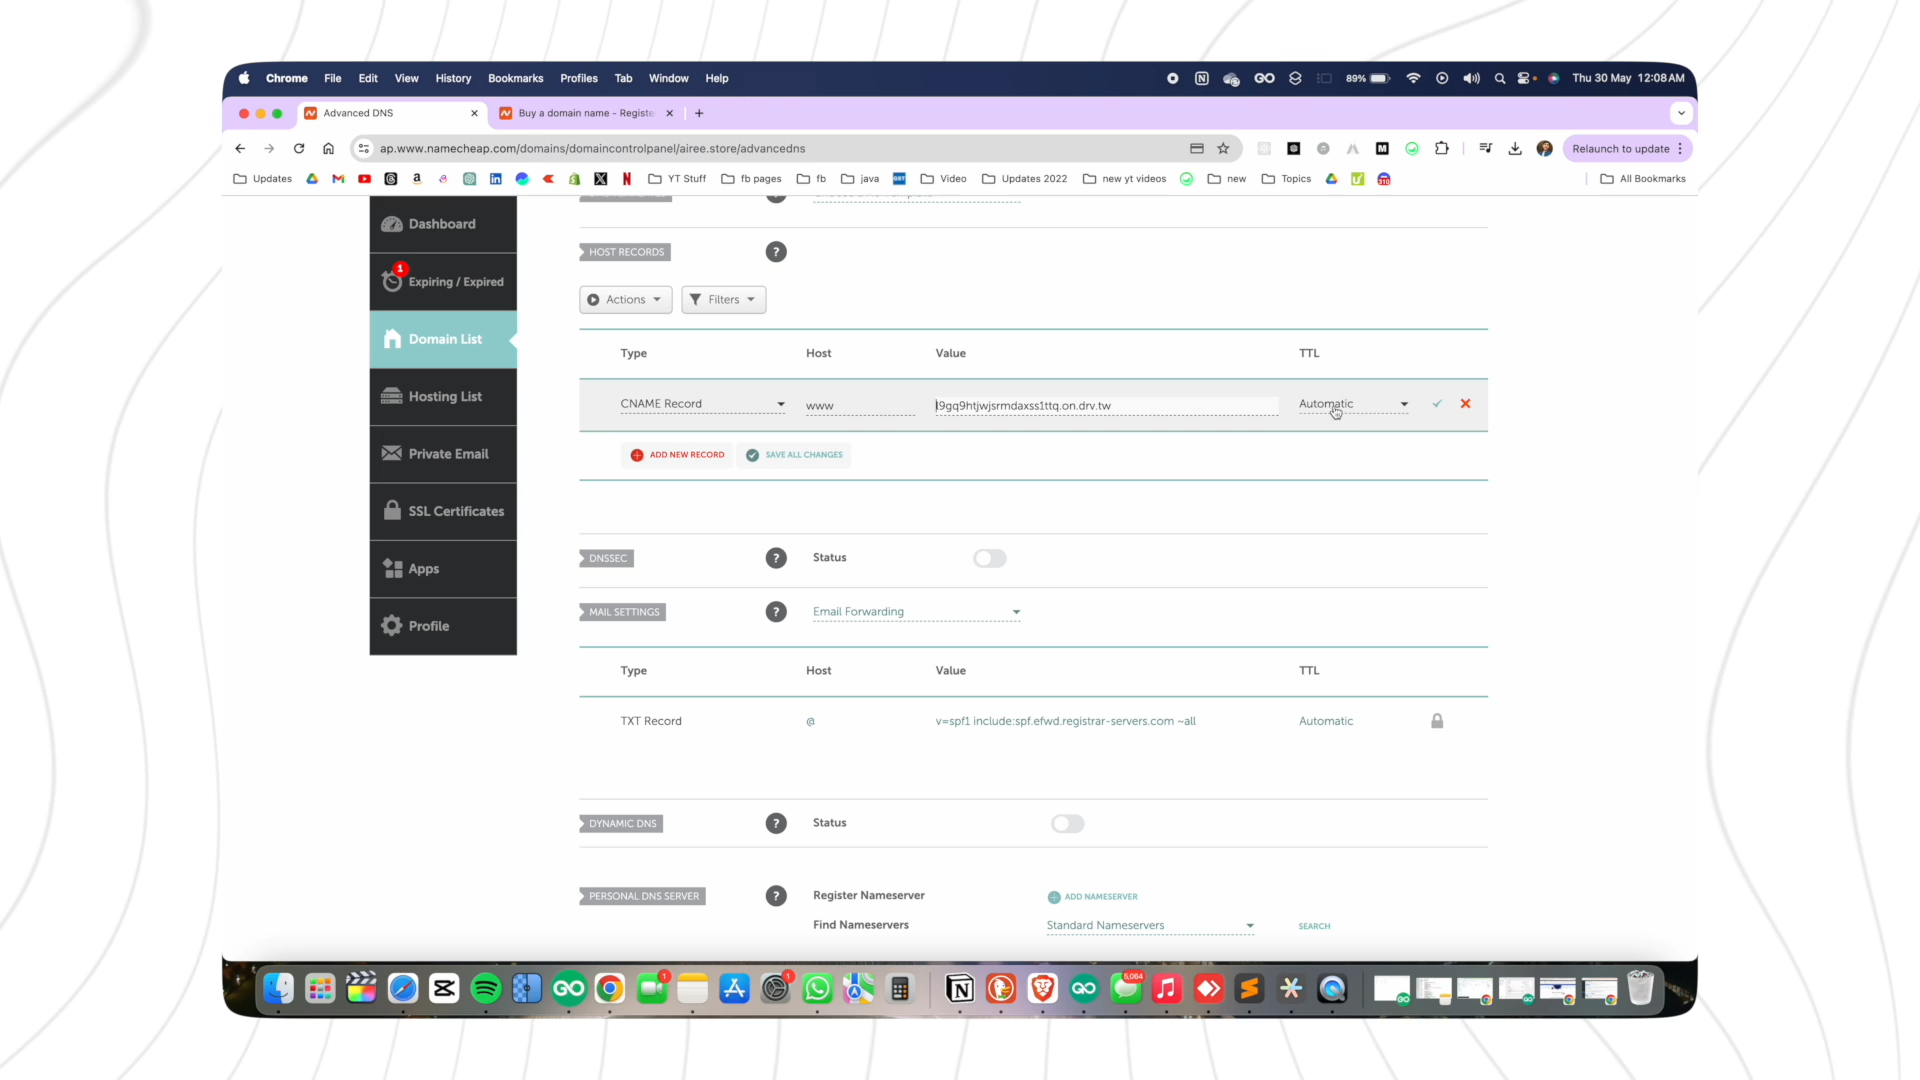 Chrome File Edit View History Bookmarks Profiles Tab Window Help
89% Thu 30 May 12:08 AM
Advanced DNS
Buy a domain name - Registe
ap.www.namecheap.com/domains/domaincontrolpanel/airee.store/advancedns
Relaunch to update
Updates YT Stuff fb pages fb java Video Updates 2022 new yt videos new Topics All Bookmarks
Dashboard
1
Expiring / Expired
Domain List
Hosting List
Private Email
SSL Certificates
Apps
Profile
HOST RECORDS ?
Actions Filters
Type Host Value TTL
CNAME Record www l9gq9htjwjsrmdaxss1ttq.on.drv.tw Automatic
ADD NEW RECORD SAVE ALL CHANGES
DNSSEC ? Status
MAIL SETTINGS ? Email Forwarding
Type Host Value TTL
TXT Record @ v=spf1 include:spf.efwd.registrar-servers.com ~all Automatic
DYNAMIC DNS ? Status
PERSONAL DNS SERVER ? Register Nameserver ADD NAMESERVER
Find Nameservers Standard Nameservers SEARCH
1 1 5,064